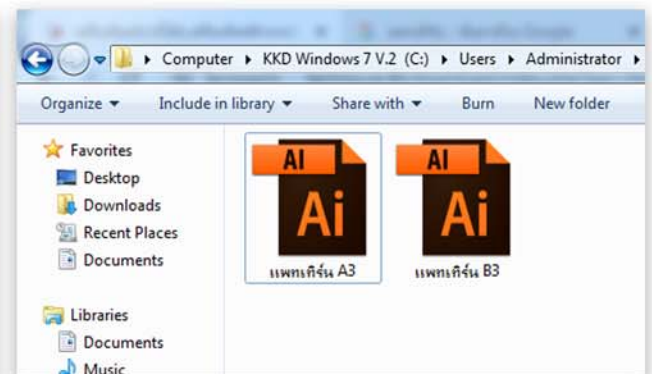 Computer ▸ KKD Windows 7 V.2 (C:) ▸ Users ▸ Administrator ▸
Organize Include in library Share with Burn New folder
Favorites
Desktop
Downloads
Recent Places
Documents
Libraries
Documents
Music
AI AI
Ai Ai
แพทเทิร์น A3 แพทเทิร์น B3